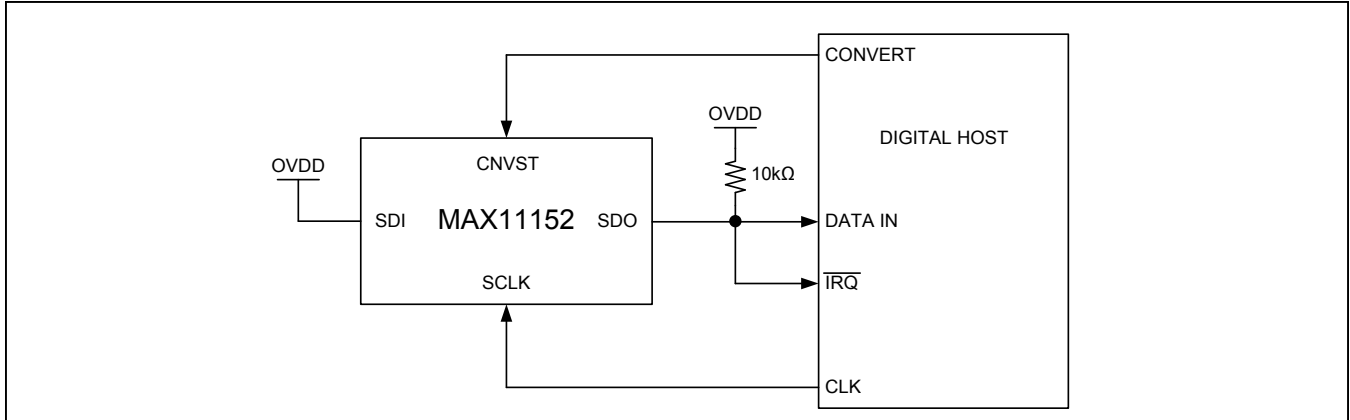 CONVERT
OVDD
DIGITAL HOST
CNVST
OVDD
10kΩ
SDI
MAX11152
SDO
DATA IN
SCLK
IRQ
CLK